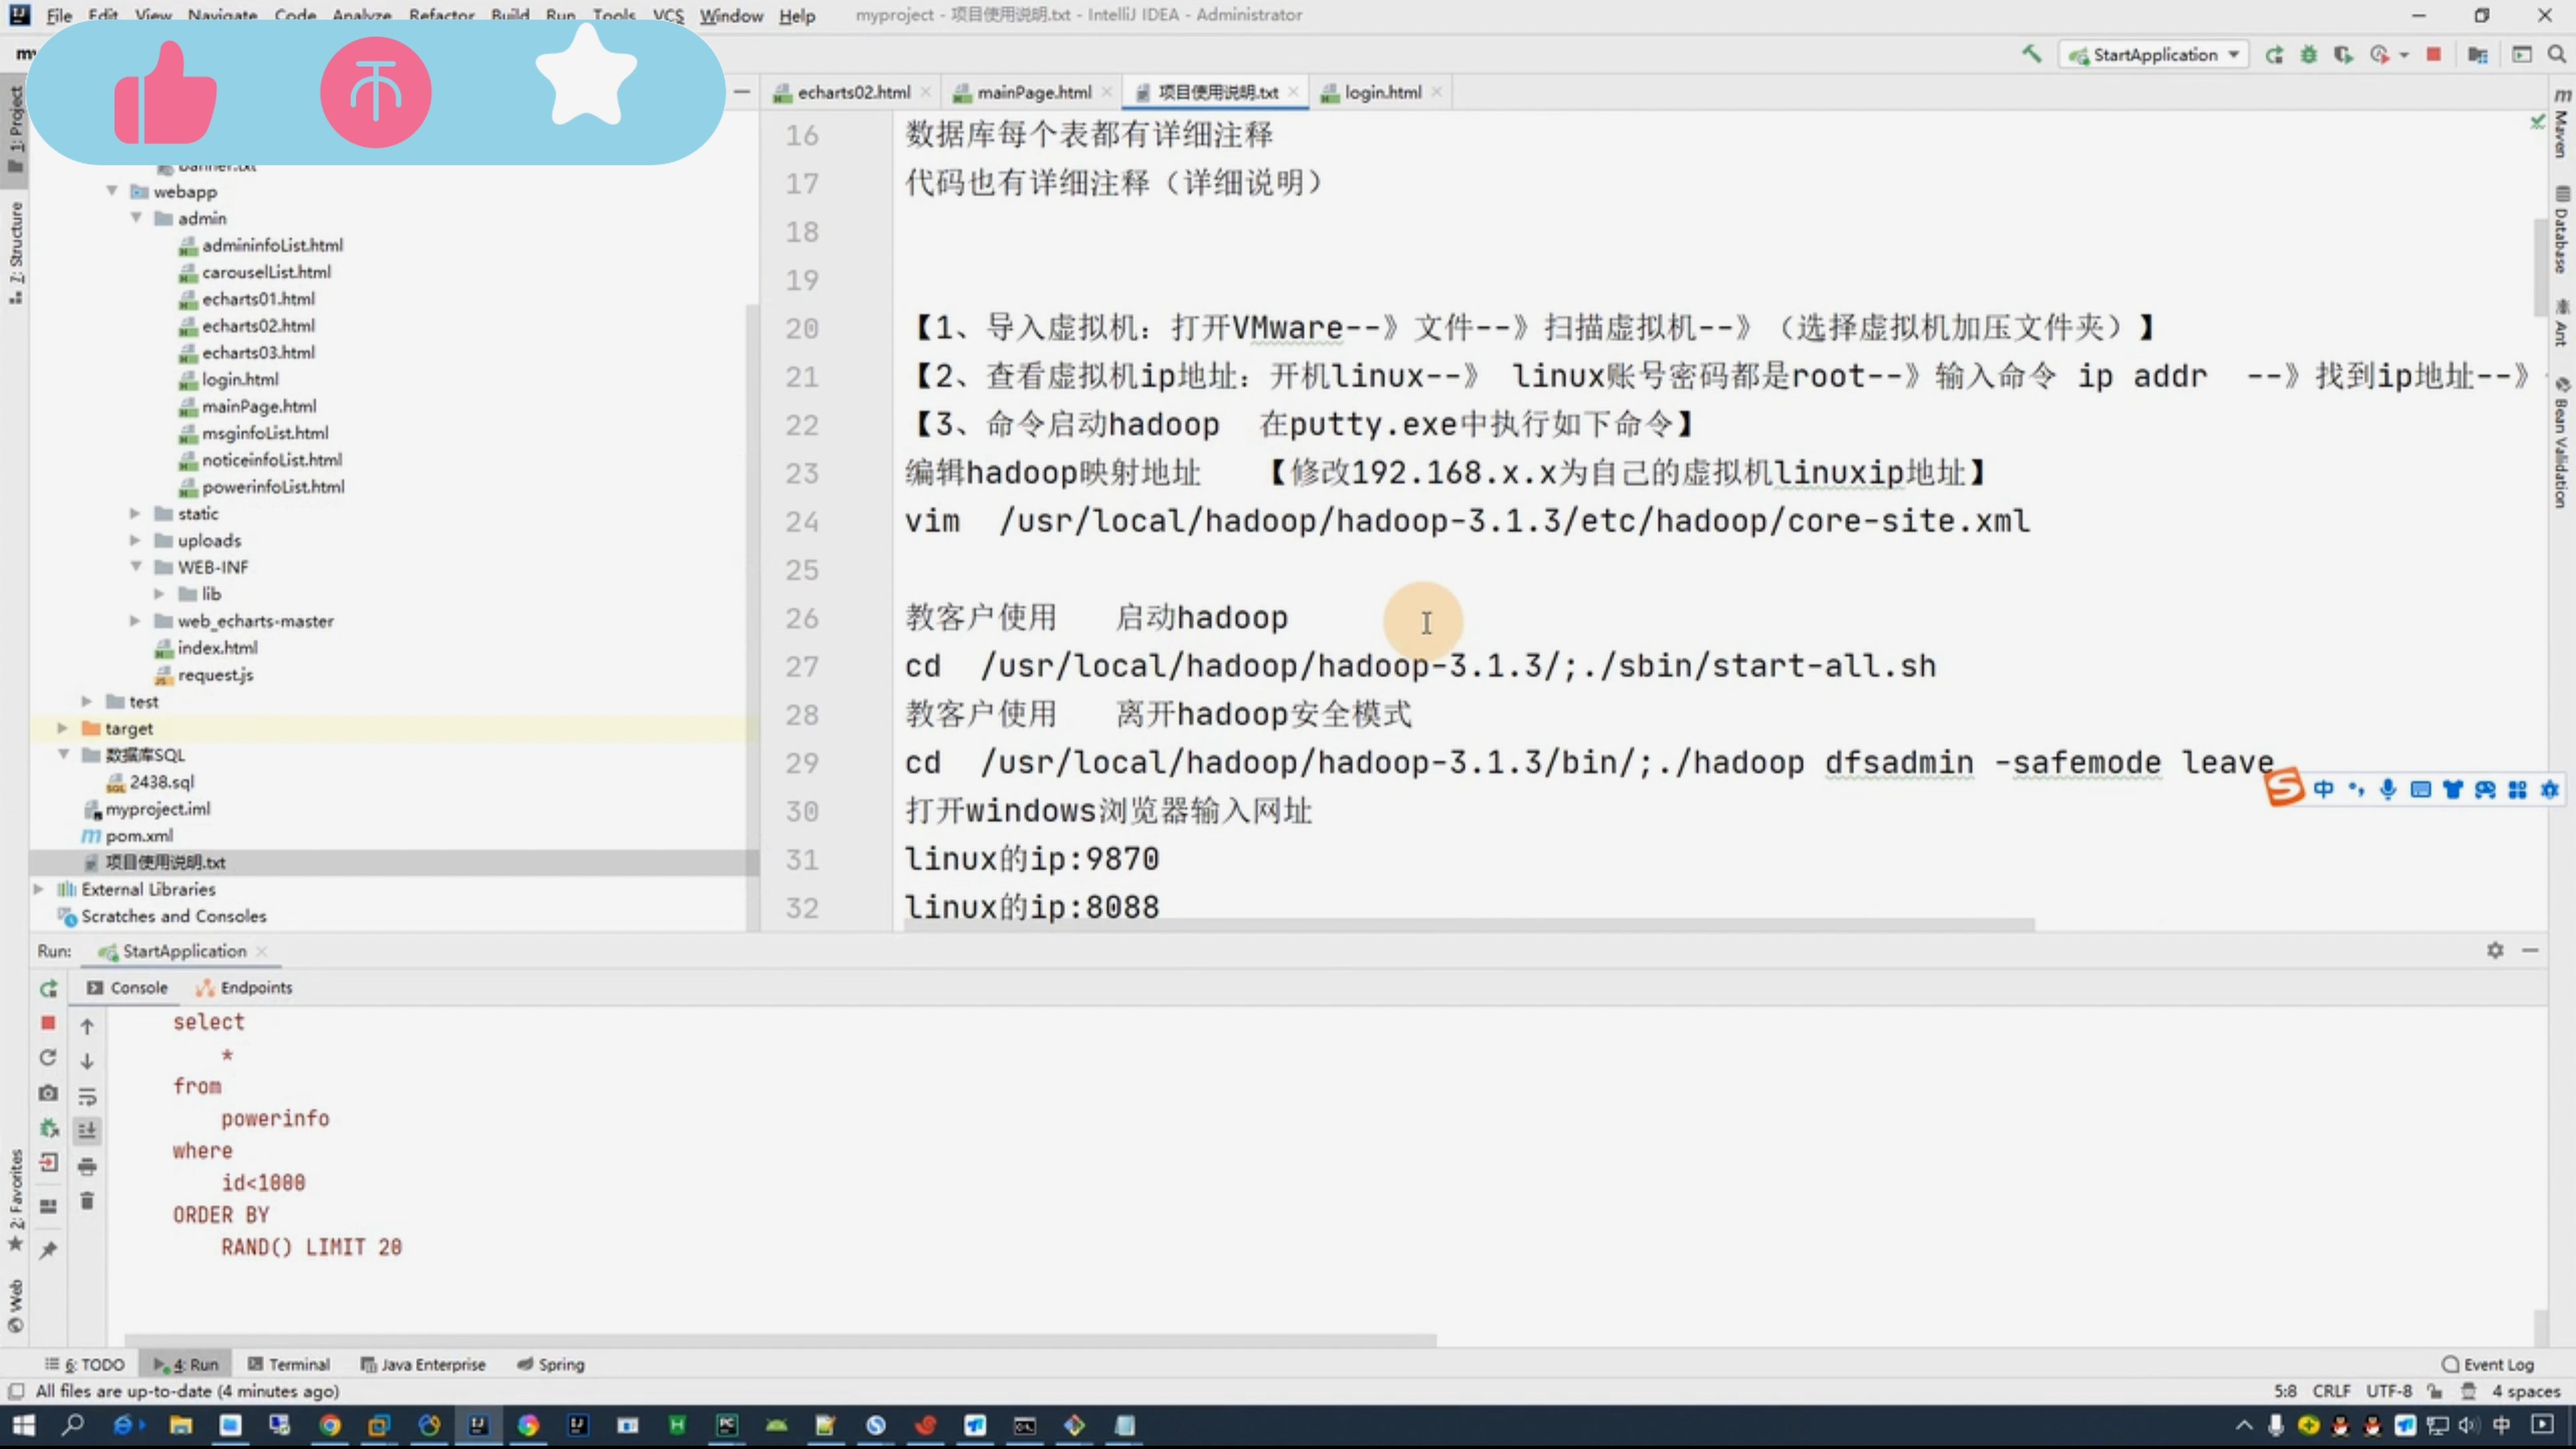 File Edit View Navigate Code Analyze Refactor Build Run Tools VCS Window Help myproject - 项目使用说明.txt - IntelliJ IDEA - Administrator
StartApplication
echarts02.html mainPage.html 项目使用说明.txt login.html
1: Project
7: Structure
2: Favorites
Web
Maven
Database
Ant
Bean Validation
banner.txt
webapp
admin
admininfoList.html
carouselList.html
echarts01.html
echarts02.html
echarts03.html
login.html
mainPage.html
msginfoList.html
noticeinfoList.html
powerinfoList.html
static
uploads
WEB-INF
lib
web_echarts-master
index.html
request.js
test
target
数据库SQL
2438.sql
myproject.iml
pom.xml
项目使用说明.txt
External Libraries
Scratches and Consoles
16 数据库每个表都有详细注释
17 代码也有详细注释（详细说明）
18
19
20 【1、导入虚拟机：打开VMware--》文件--》扫描虚拟机--》（选择虚拟机加压文件夹）】
21 【2、查看虚拟机ip地址：开机linux--》 linux账号密码都是root--》输入命令 ip addr --》找到ip地址--》
22 【3、命令启动hadoop 在putty.exe中执行如下命令】
23 编辑hadoop映射地址 【修改192.168.x.x为自己的虚拟机linuxip地址】
24 vim /usr/local/hadoop/hadoop-3.1.3/etc/hadoop/core-site.xml
25
26 教客户使用 启动hadoop
27 cd /usr/local/hadoop/hadoop-3.1.3/;./sbin/start-all.sh
28 教客户使用 离开hadoop安全模式
29 cd /usr/local/hadoop/hadoop-3.1.3/bin/;./hadoop dfsadmin -safemode leave
30 打开windows浏览器输入网址
31 linux的ip:9870
32 linux的ip:8088
中
Run: StartApplication
Console Endpoints
select
*
from
powerinfo
where
id<1000
ORDER BY
RAND() LIMIT 20
6: TODO 4: Run Terminal Java Enterprise Spring Event Log
All files are up-to-date (4 minutes ago) 5:8 CRLF UTF-8 4 spaces
中